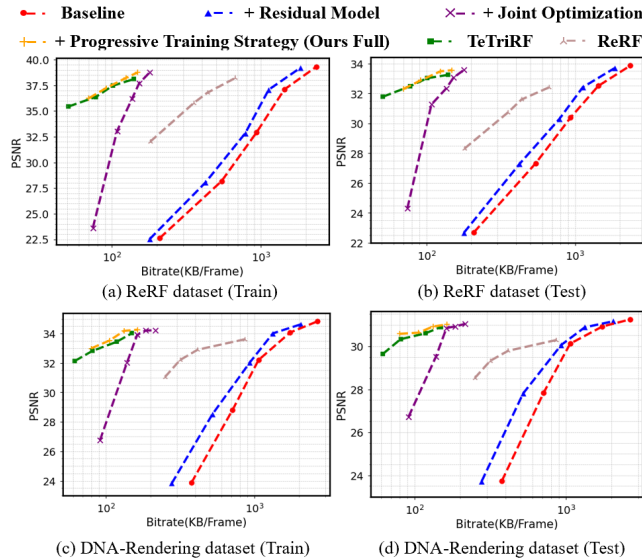 Baseline + Residual Model + Joint Optimization
+ Progressive Training Strategy (Ours Full) TeTriRF ReRF
40.0
37.5
35.0
32.5
30.0
27.5
25.0
22.5
PSNR
10² 10³
Bitrate(KB/Frame)
(a) ReRF dataset (Train)
34
32
30
28
26
24
22
PSNR
10² 10³
Bitrate(KB/Frame)
(b) ReRF dataset (Test)
34
32
30
28
26
24
PSNR
10² 10³
Bitrate(KB/Frame)
(c) DNA-Rendering dataset (Train)
30
28
26
24
PSNR
10² 10³
Bitrate(KB/Frame)
(d) DNA-Rendering dataset (Test)